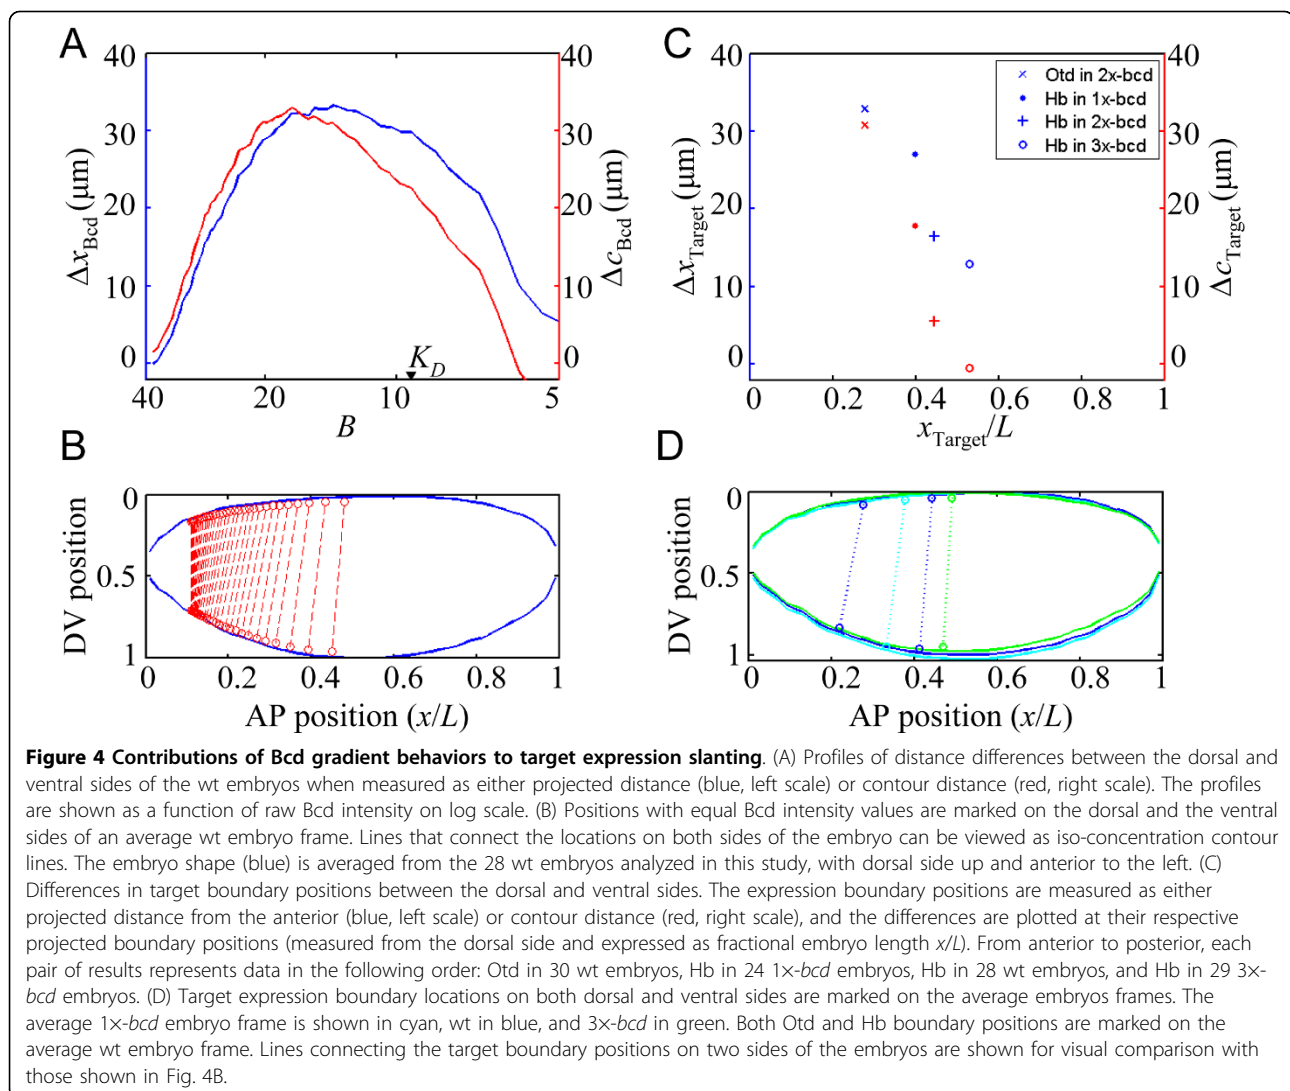 A
40
30
20
10
0
Δx_Bcd (μm)
40
30
20
10
0
Δc_Bcd (μm)
K_D
40
20
10
5
B
C
40
30
20
10
0
Δx_Target (μm)
Otd in 2x-bcd
Hb in 1x-bcd
Hb in 2x-bcd
Hb in 3x-bcd
40
30
20
10
0
Δc_Target (μm)
0
0.2
0.4
0.6
0.8
1
x_Target/L
B
0
0.5
1
DV position
0
0.2
0.4
0.6
0.8
1
AP position (x/L)
D
0
0.5
1
DV position
0
0.2
0.4
0.6
0.8
1
AP position (x/L)
Figure 4 Contributions of Bcd gradient behaviors to target expression slanting. (A) Profiles of distance differences between the dorsal and
ventral sides of the wt embryos when measured as either projected distance (blue, left scale) or contour distance (red, right scale). The profiles
are shown as a function of raw Bcd intensity on log scale. (B) Positions with equal Bcd intensity values are marked on the dorsal and the ventral
sides of an average wt embryo frame. Lines that connect the locations on both sides of the embryo can be viewed as iso-concentration contour
lines. The embryo shape (blue) is averaged from the 28 wt embryos analyzed in this study, with dorsal side up and anterior to the left. (C)
Differences in target boundary positions between the dorsal and ventral sides. The expression boundary positions are measured as either
projected distance from the anterior (blue, left scale) or contour distance (red, right scale), and the differences are plotted at their respective
projected boundary positions (measured from the dorsal side and expressed as fractional embryo length x/L). From anterior to posterior, each
pair of results represents data in the following order: Otd in 30 wt embryos, Hb in 24 1×-bcd embryos, Hb in 28 wt embryos, and Hb in 29 3×-
bcd embryos. (D) Target expression boundary locations on both dorsal and ventral sides are marked on the average embryos frames. The
average 1×-bcd embryo frame is shown in cyan, wt in blue, and 3×-bcd in green. Both Otd and Hb boundary positions are marked on the
average wt embryo frame. Lines connecting the target boundary positions on two sides of the embryos are shown for visual comparison with
those shown in Fig. 4B.